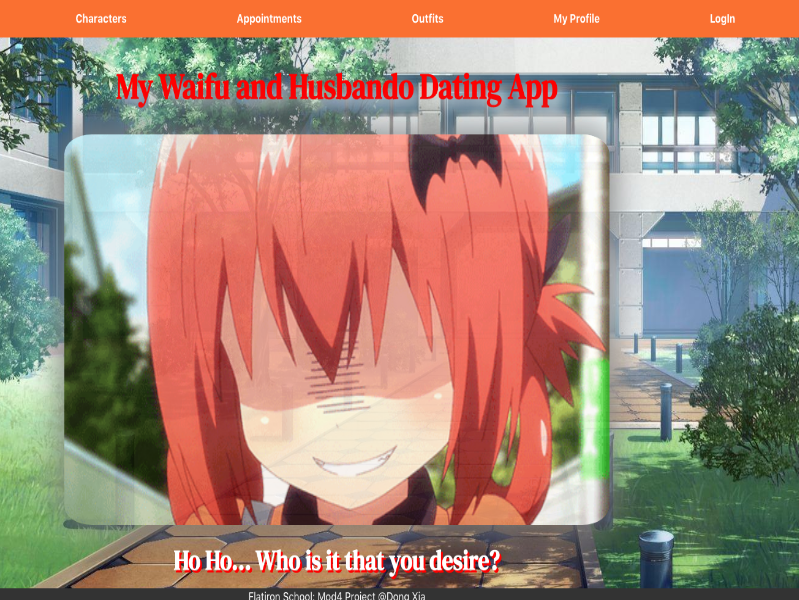 Characters Appointments Outfits My Profile LogIn
My Waifu and Husbando Dating App
Ho Ho... Who is it that you desire?
Flatiron School: Mod4 Project @Dong Xia